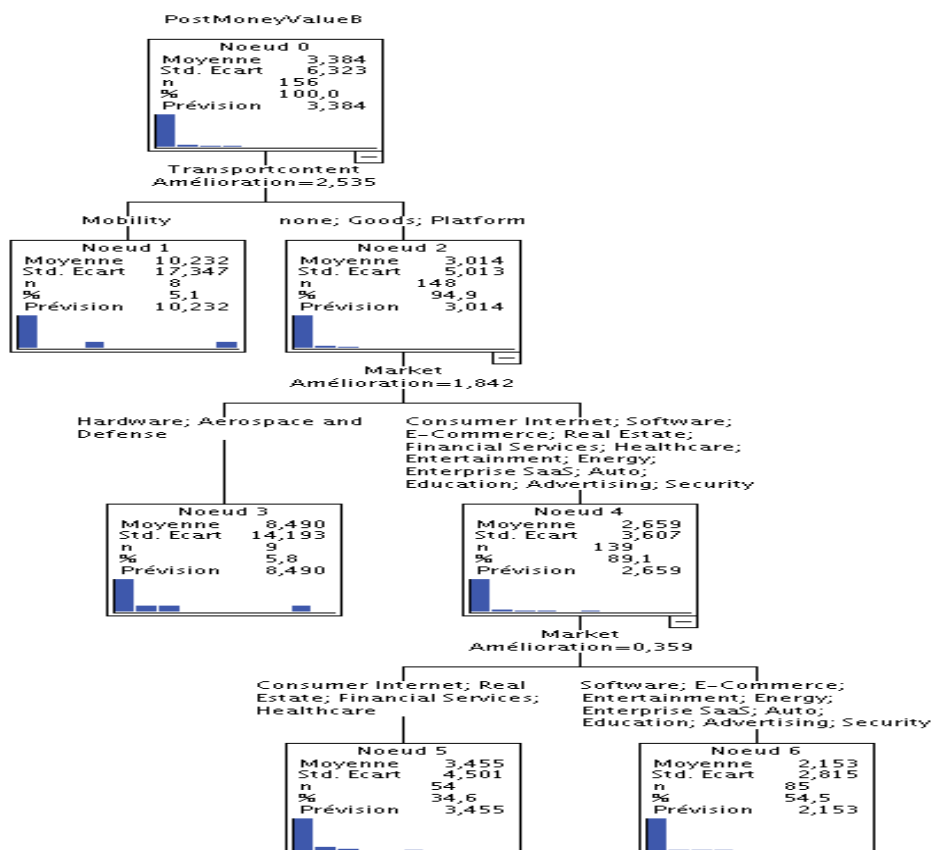 PostMoneyValueB
Noeud 0
Moyenne 3,384
Std. Ecart 6,323
n 156
% 100,0
Prévision 3,384
Transportcontent
Amélioration=2,535
Mobility
none; Goods; Platform
Noeud 1
Moyenne 10,232
Std. Ecart 17,347
n 8
% 5,1
Prévision 10,232
Noeud 2
Moyenne 3,014
Std. Ecart 5,013
n 148
% 94,9
Prévision 3,014
Market
Amélioration=1,842
Hardware; Aerospace and
Defense
Consumer Internet; Software;
E-Commerce; Real Estate;
Financial Services; Healthcare;
Entertainment; Energy;
Enterprise SaaS; Auto;
Education; Advertising; Security
Noeud 3
Moyenne 8,490
Std. Ecart 14,193
n 9
% 5,8
Prévision 8,490
Noeud 4
Moyenne 2,659
Std. Ecart 3,607
n 139
% 89,1
Prévision 2,659
Market
Amélioration=0,359
Consumer Internet; Real
Estate; Financial Services;
Healthcare
Software; E-Commerce;
Entertainment; Energy;
Enterprise SaaS; Auto;
Education; Advertising; Security
Noeud 5
Moyenne 3,455
Std. Ecart 4,501
n 54
% 34,6
Prévision 3,455
Noeud 6
Moyenne 2,153
Std. Ecart 2,815
n 85
% 54,5
Prévision 2,153